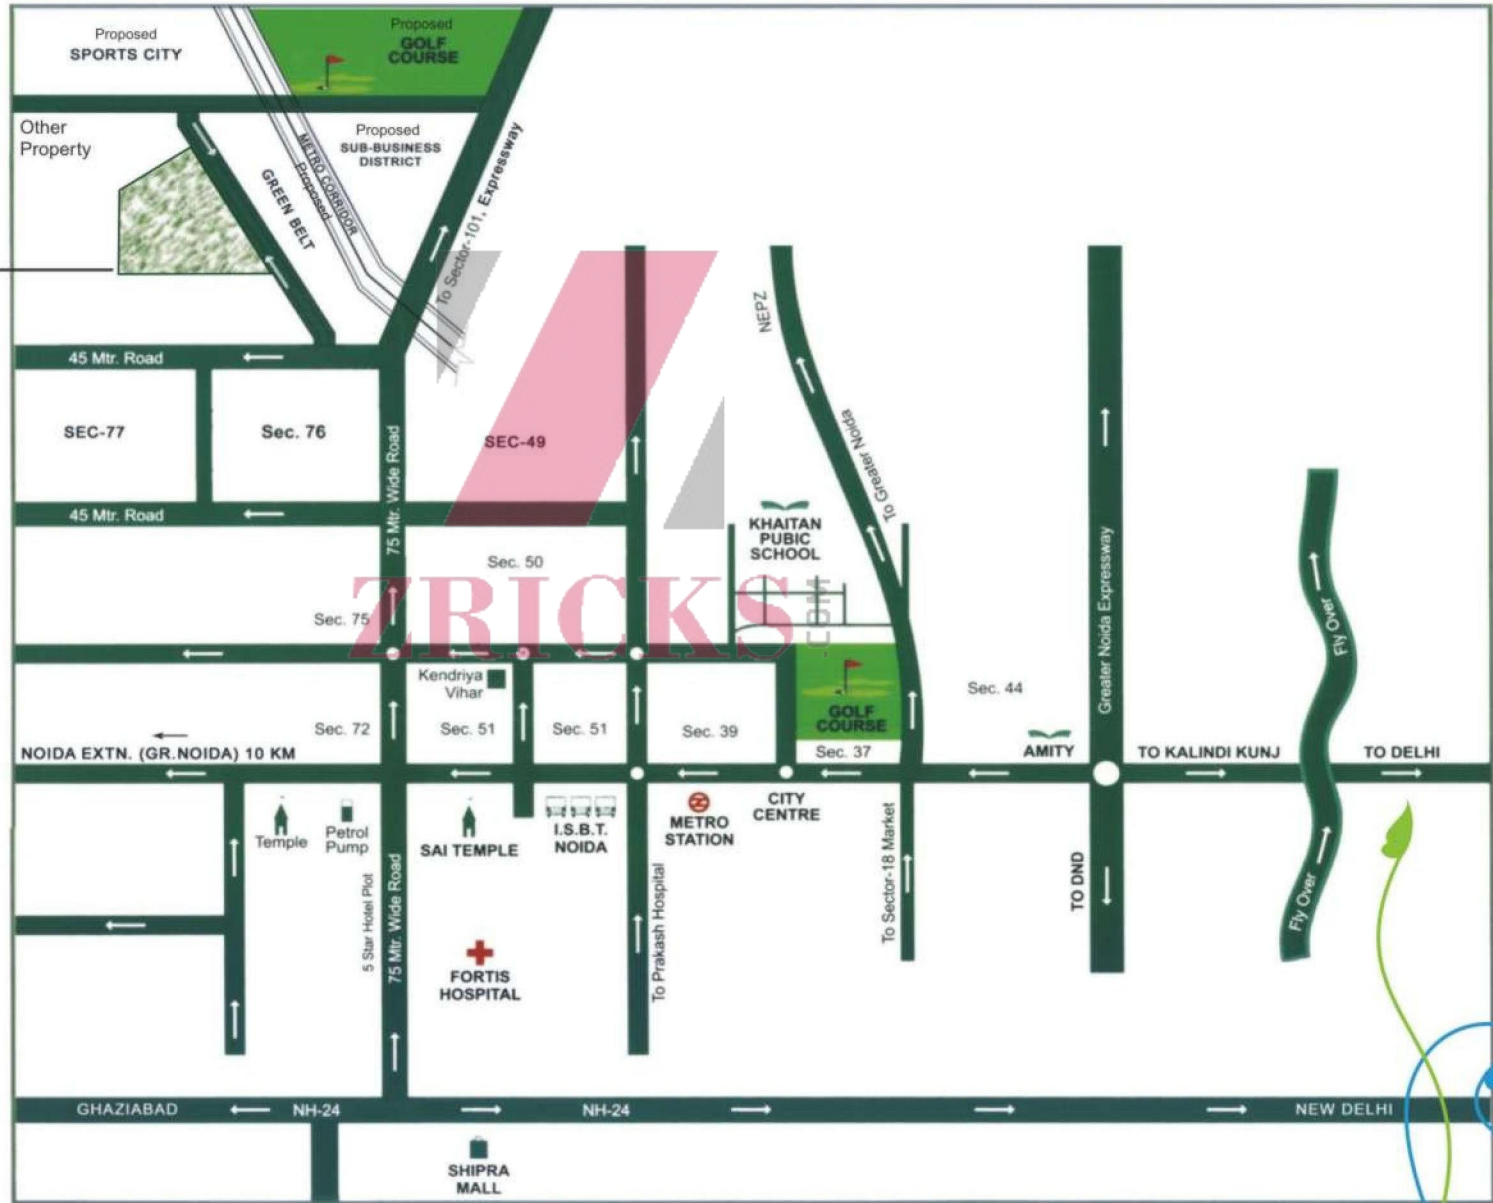 Proposed
SPORTS CITY
Proposed
GOLF
COURSE
Other
Property
Proposed
SUB-BUSINESS
DISTRICT
METRO CORRIDOR
Proposed
GREEN BELT
To Sector-101, Expressway
45 Mtr. Road
SEC-77
Sec. 76
75 Mtr. Wide Road
SEC-49
NEPZ
To Greater Noida
45 Mtr. Road
KHAITAN
PUBIC
SCHOOL
Sec. 50
Sec. 75
ZRICKS
.COM
Greater Noida Expressway
Fly Over
Kendriya
Vihar
Sec. 72
Sec. 51
Sec. 51
Sec. 39
GOLF
COURSE
Sec. 37
Sec. 44
AMITY
NOIDA EXTN. (GR.NOIDA) 10 KM
TO KALINDI KUNJ
TO DELHI
Temple
Petrol
Pump
SAI TEMPLE
I.S.B.T.
NOIDA
METRO
STATION
CITY
CENTRE
5 Star Hotel Plot
75 Mtr. Wide Road
To Prakash Hospital
To Sector-18 Market
TO DND
Fly Over
FORTIS
HOSPITAL
GHAZIABAD
NH-24
NH-24
NEW DELHI
SHIPRA
MALL